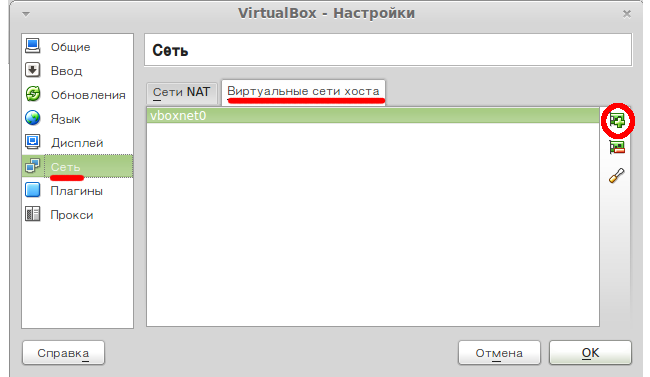 VirtualBox - Настройки
Общие
Ввод
Обновления
Язык
Дисплей
Сеть
Плагины
Прокси
Сеть
Сети NAT
Виртуальные сети хоста
vboxnet0
Справка
Отмена
OK